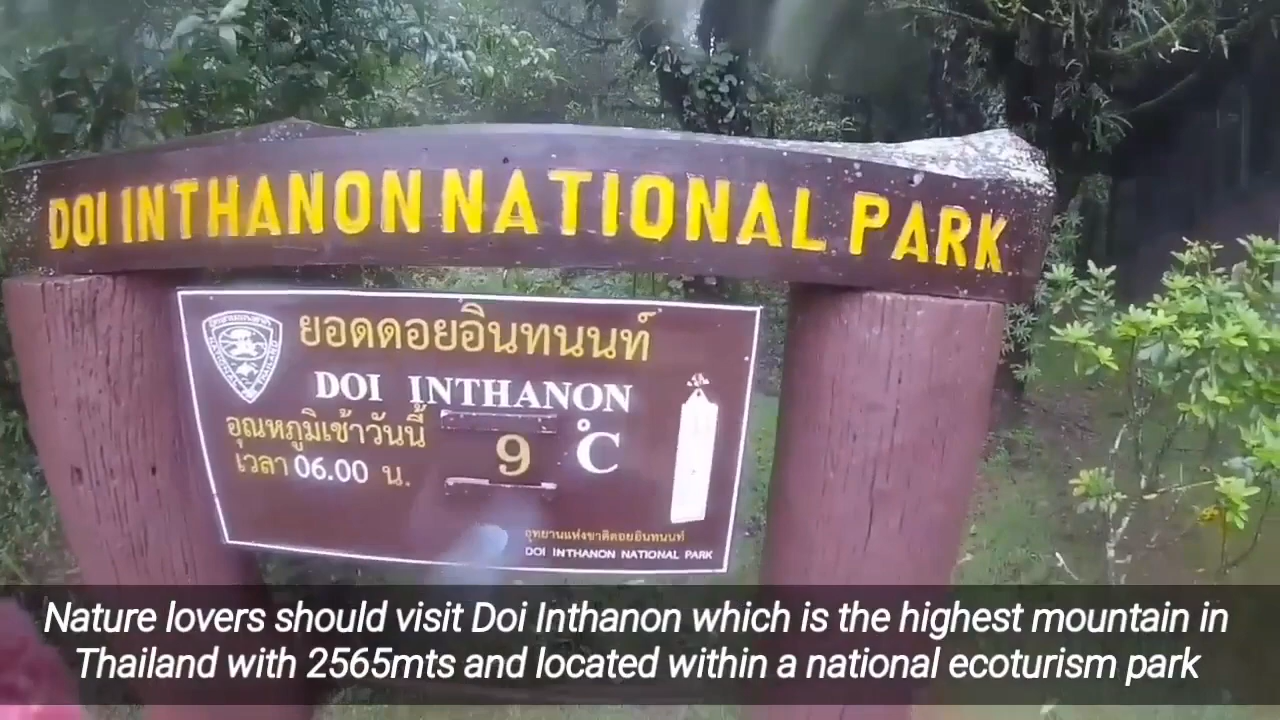 DOI INTHANON NATIONAL PARK
ยอดดอยอินทนนท์
DOI INTHANON
อุณหภูมิเช้าวันนี้ 9 °C
เวลา 06.00 น.
NATIONAL
THAILAND
อุทยานแห่งชาติดอยอินทนนท์
DOI INTHANON NATIONAL PARK
Nature lovers should visit Doi Inthanon which is the highest mountain in
Thailand with 2565mts and located within a national ecoturism park